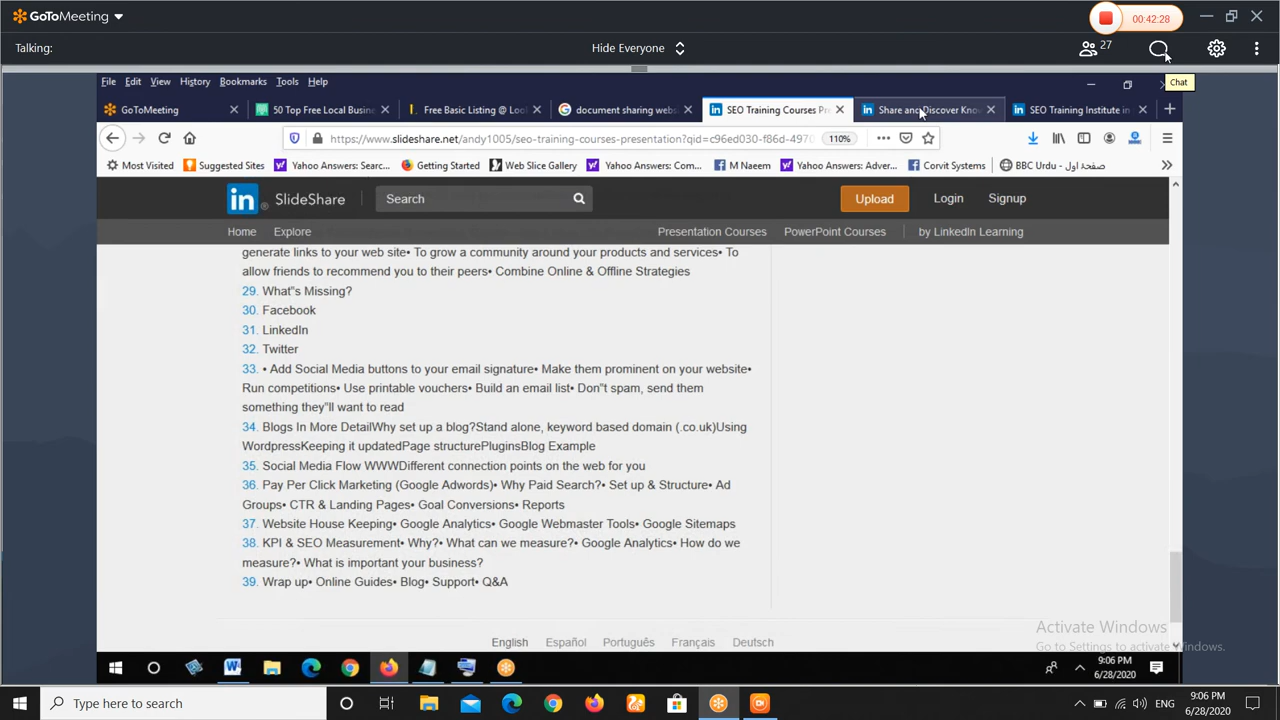 GoToMeeting
00:42:28
Talking:
Hide Everyone
27
Chat
File Edit View History Bookmarks Tools Help
GoToMeeting
50 Top Free Local Busine
Free Basic Listing @ Loo
document sharing webs
SEO Training Courses Pre
Share and Discover Kno
SEO Training Institute in
https://www.slideshare.net/andy1005/seo-training-courses-presentation?qid=c96ed030-f86d-4970
110%
Most Visited Suggested Sites Yahoo Answers: Searc... Getting Started Web Slice Gallery Yahoo Answers: Com... M Naeem Yahoo Answers: Adver... Corvit Systems BBC Urdu - صفحۂ اول
in SlideShare Search Upload Login Signup
Home Explore Presentation Courses PowerPoint Courses by LinkedIn Learning
generate links to your web site• To grow a community around your products and services• To
allow friends to recommend you to their peers• Combine Online & Offline Strategies
29. What"s Missing?
30. Facebook
31. LinkedIn
32. Twitter
33. • Add Social Media buttons to your email signature• Make them prominent on your website•
Run competitions• Use printable vouchers• Build an email list• Don"t spam, send them
something they"ll want to read
34. Blogs In More DetailWhy set up a blog?Stand alone, keyword based domain (.co.uk)Using
WordpressKeeping it updatedPage structurePluginsBlog Example
35. Social Media Flow WWWDifferent connection points on the web for you
36. Pay Per Click Marketing (Google Adwords)• Why Paid Search?• Set up & Structure• Ad
Groups• CTR & Landing Pages• Goal Conversions• Reports
37. Website House Keeping• Google Analytics• Google Webmaster Tools• Google Sitemaps
38. KPI & SEO Measurement• Why?• What can we measure?• Google Analytics• How do we
measure?• What is important your business?
39. Wrap up• Online Guides• Blog• Support• Q&A
English Español Português Français Deutsch
Activate Windows
Go to Settings to activate Windows.
9:06 PM
6/28/2020
Type here to search
ENG
9:06 PM
6/28/2020